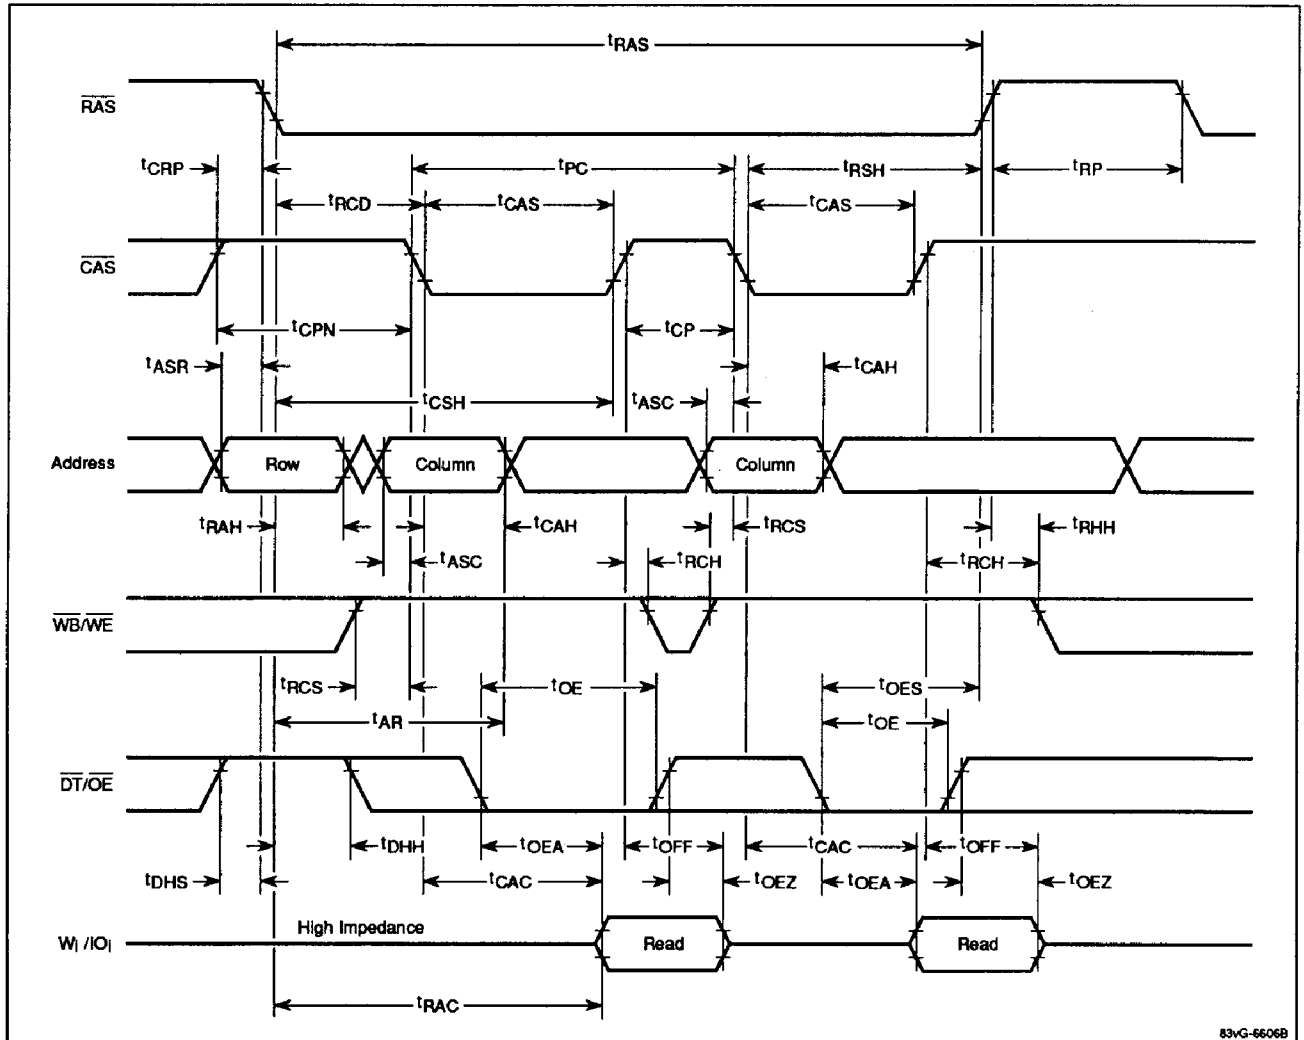 tRAS
RAS
tCRP
tPC
tRSH
tRP
tRCD
tCAS
tCAS
CAS
tCPN
tCP
tASR
tCAH
tCSH
tASC
Address
Row
Column
Column
tRAH
tCAH
tRCS
tRHH
tASC
tRCH
tRCH
WB/WE
tRCS
tOE
tOES
tAR
tOE
DT/OE
tDHH
tOEA
tOFF
tCAC
tOFF
tDHS
tCAC
tOEZ
tOEA
tOEZ
High Impedance
Wi /IOi
Read
Read
tRAC
83vG-6606B